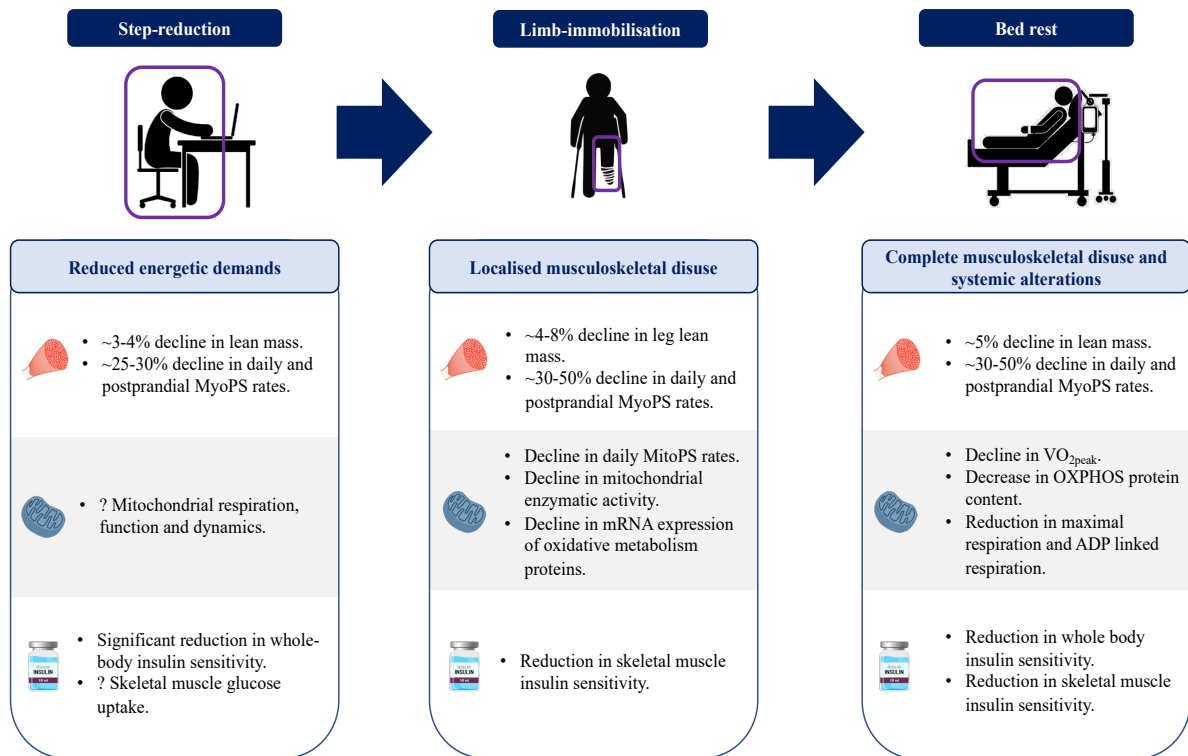 Step-reduction
Limb-immobilisation
Bed rest
Reduced energetic demands
• ~3-4% decline in lean mass.
• ~25-30% decline in daily and
postprandial MyoPS rates.
• ? Mitochondrial respiration,
function and dynamics.
INSULIN
• Significant reduction in whole-
body insulin sensitivity.
• ? Skeletal muscle glucose
uptake.
Localised musculoskeletal disuse
• ~4-8% decline in leg lean
mass.
• ~30-50% decline in daily and
postprandial MyoPS rates.
• Decline in daily MitoPS rates.
• Decline in mitochondrial
enzymatic activity.
• Decline in mRNA expression
of oxidative metabolism
proteins.
INSULIN
• Reduction in skeletal muscle
insulin sensitivity.
Complete musculoskeletal disuse and
systemic alterations
• ~5% decline in lean mass.
• ~30-50% decline in daily and
postprandial MyoPS rates.
• Decline in VO2peak.
• Decrease in OXPHOS protein
content.
• Reduction in maximal
respiration and ADP linked
respiration.
INSULIN
• Reduction in whole body
insulin sensitivity.
• Reduction in skeletal muscle
insulin sensitivity.